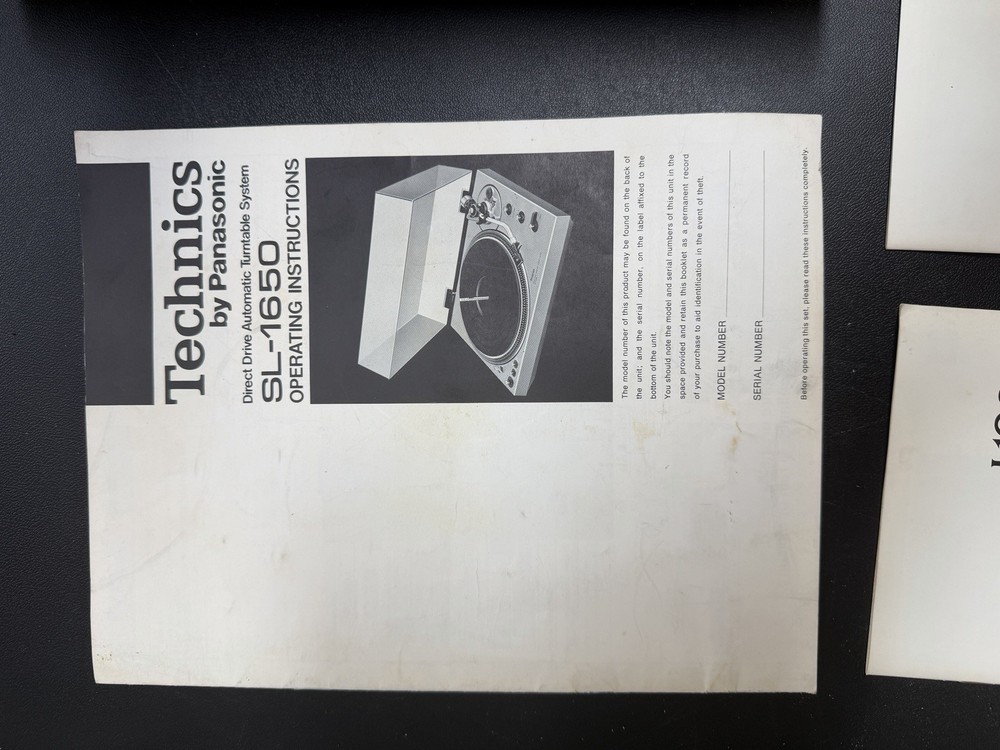 Technics
by Panasonic
Direct Drive Automatic Turntable System
SL-1650
OPERATING INSTRUCTIONS
The model number of this product may be found on the back of
the unit; and the serial number, on the label affixed to the
bottom of the unit.
You should note the model and serial numbers of this unit in the
space provided and retain this booklet as a permanent record
of your purchase to aid identification in the event of theft.
MODEL NUMBER
SERIAL NUMBER
Before operating this set, please read these instructions completely.